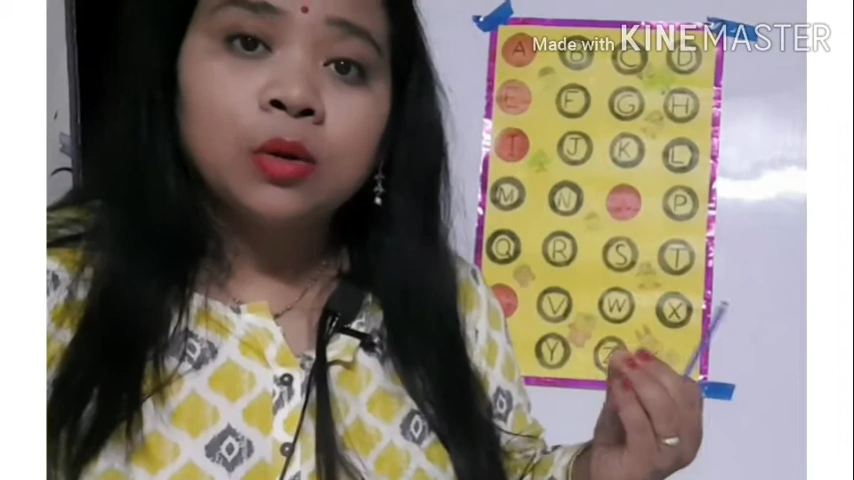 Made with KINEMASTER
A B C D
E F G H
I J K L
M N P
Q R S T
V W X
Y Z